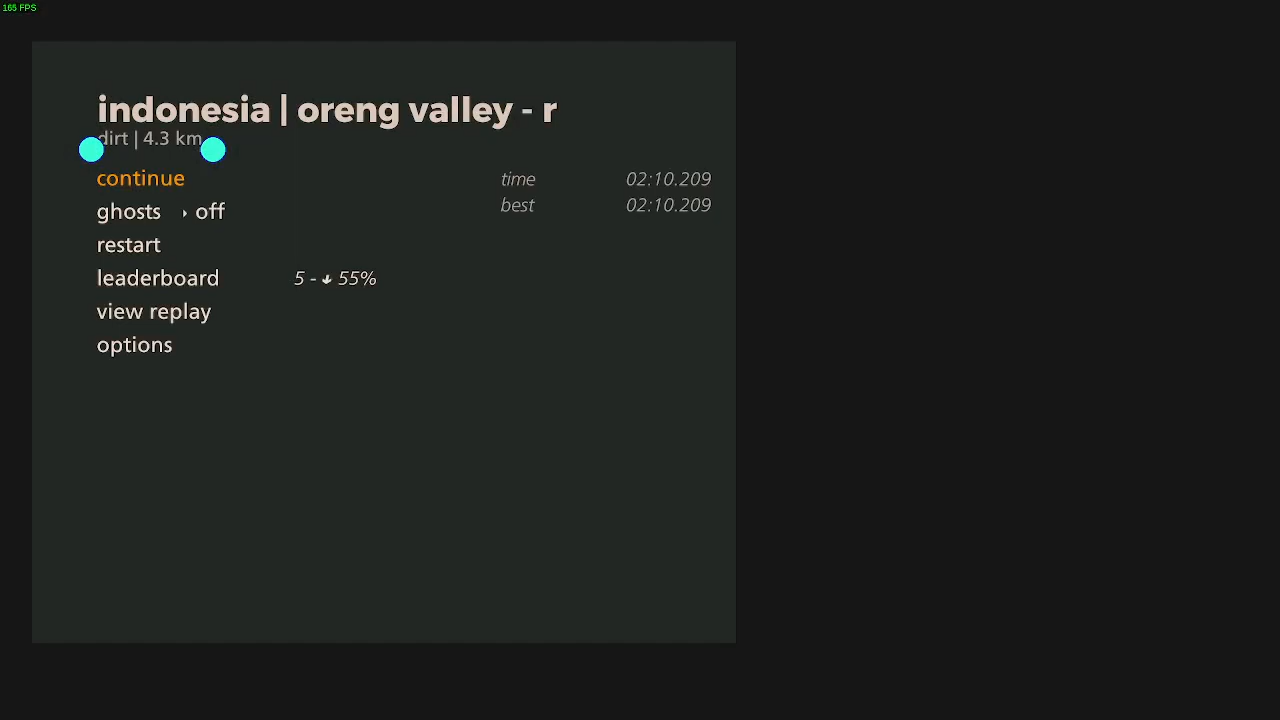 165 FPS
indonesia | oreng valley - r
dirt | 4.3 km
continue
time 02:10.209
ghosts ‣ off
best 02:10.209
restart
leaderboard 5 - ↓ 55%
view replay
options